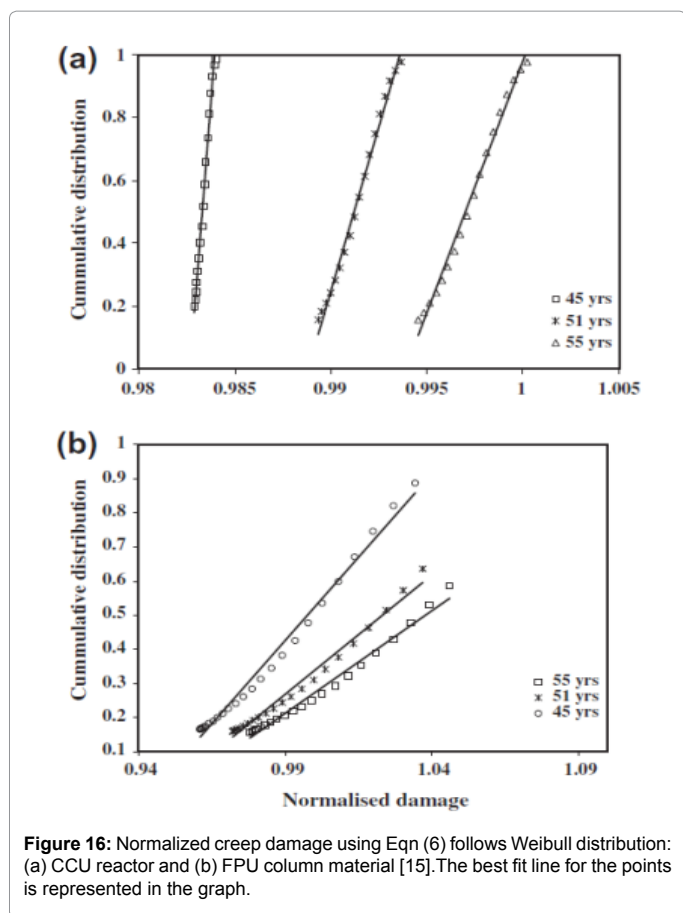 (a)
Cummulative distribution
1
0.8
0.6
0.4
0.2
0
0.98
0.985
0.99
0.995
1
1.005
45 yrs
51 yrs
55 yrs
(b)
Cummulative distribution
1
0.9
0.8
0.7
0.6
0.5
0.4
0.3
0.2
0.1
0.94
0.99
1.04
1.09
55 yrs
51 yrs
45 yrs
Normalised damage
Figure 16: Normalized creep damage using Eqn (6) follows Weibull distribution:
(a) CCU reactor and (b) FPU column material [15].The best fit line for the points
is represented in the graph.